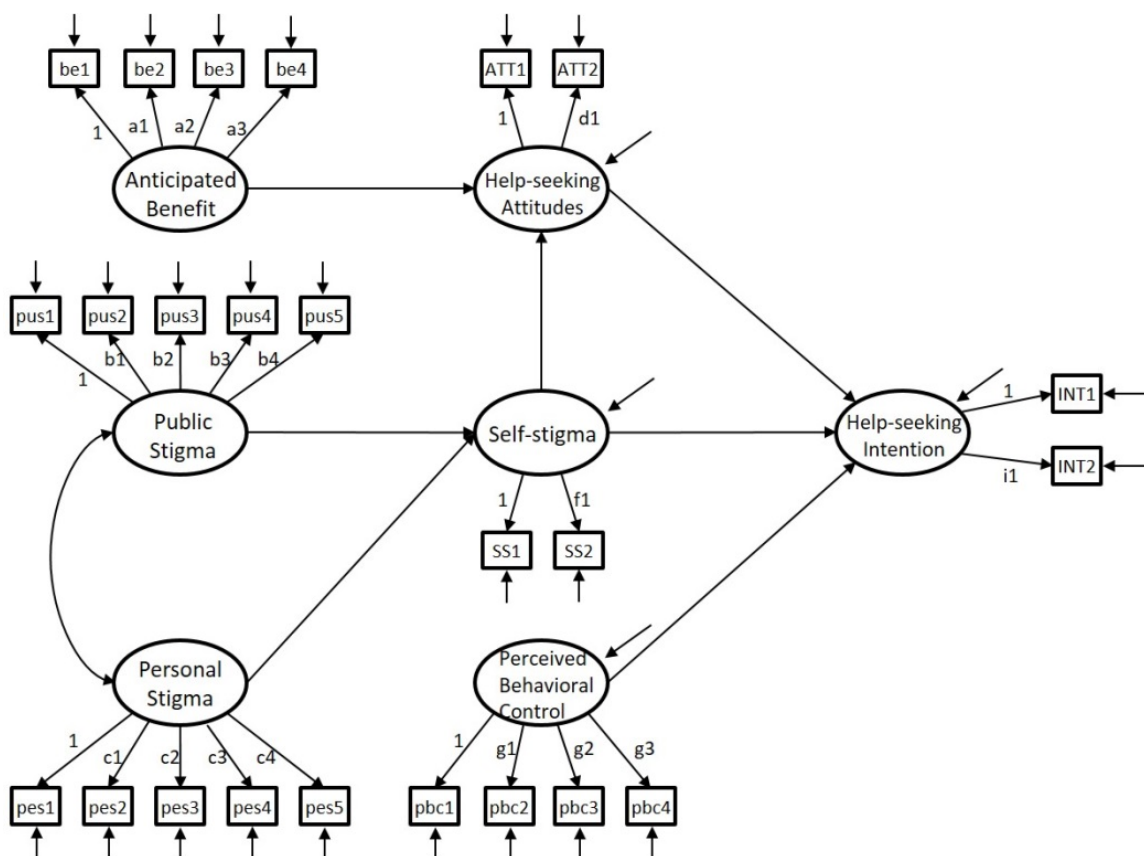 be1 be2 be3 be4
1 a1 a2 a3
Anticipated
Benefit
ATT1 ATT2
1 d1
Help-seeking
Attitudes
pus1 pus2 pus3 pus4 pus5
1 b1 b2 b3 b4
Public
Stigma
Self-stigma
1 f1
SS1 SS2
Help-seeking
Intention
1 INT1
i1 INT2
Personal
Stigma
1 c1 c2 c3 c4
pes1 pes2 pes3 pes4 pes5
Perceived
Behavioral
Control
1 g1 g2 g3
pbc1 pbc2 pbc3 pbc4